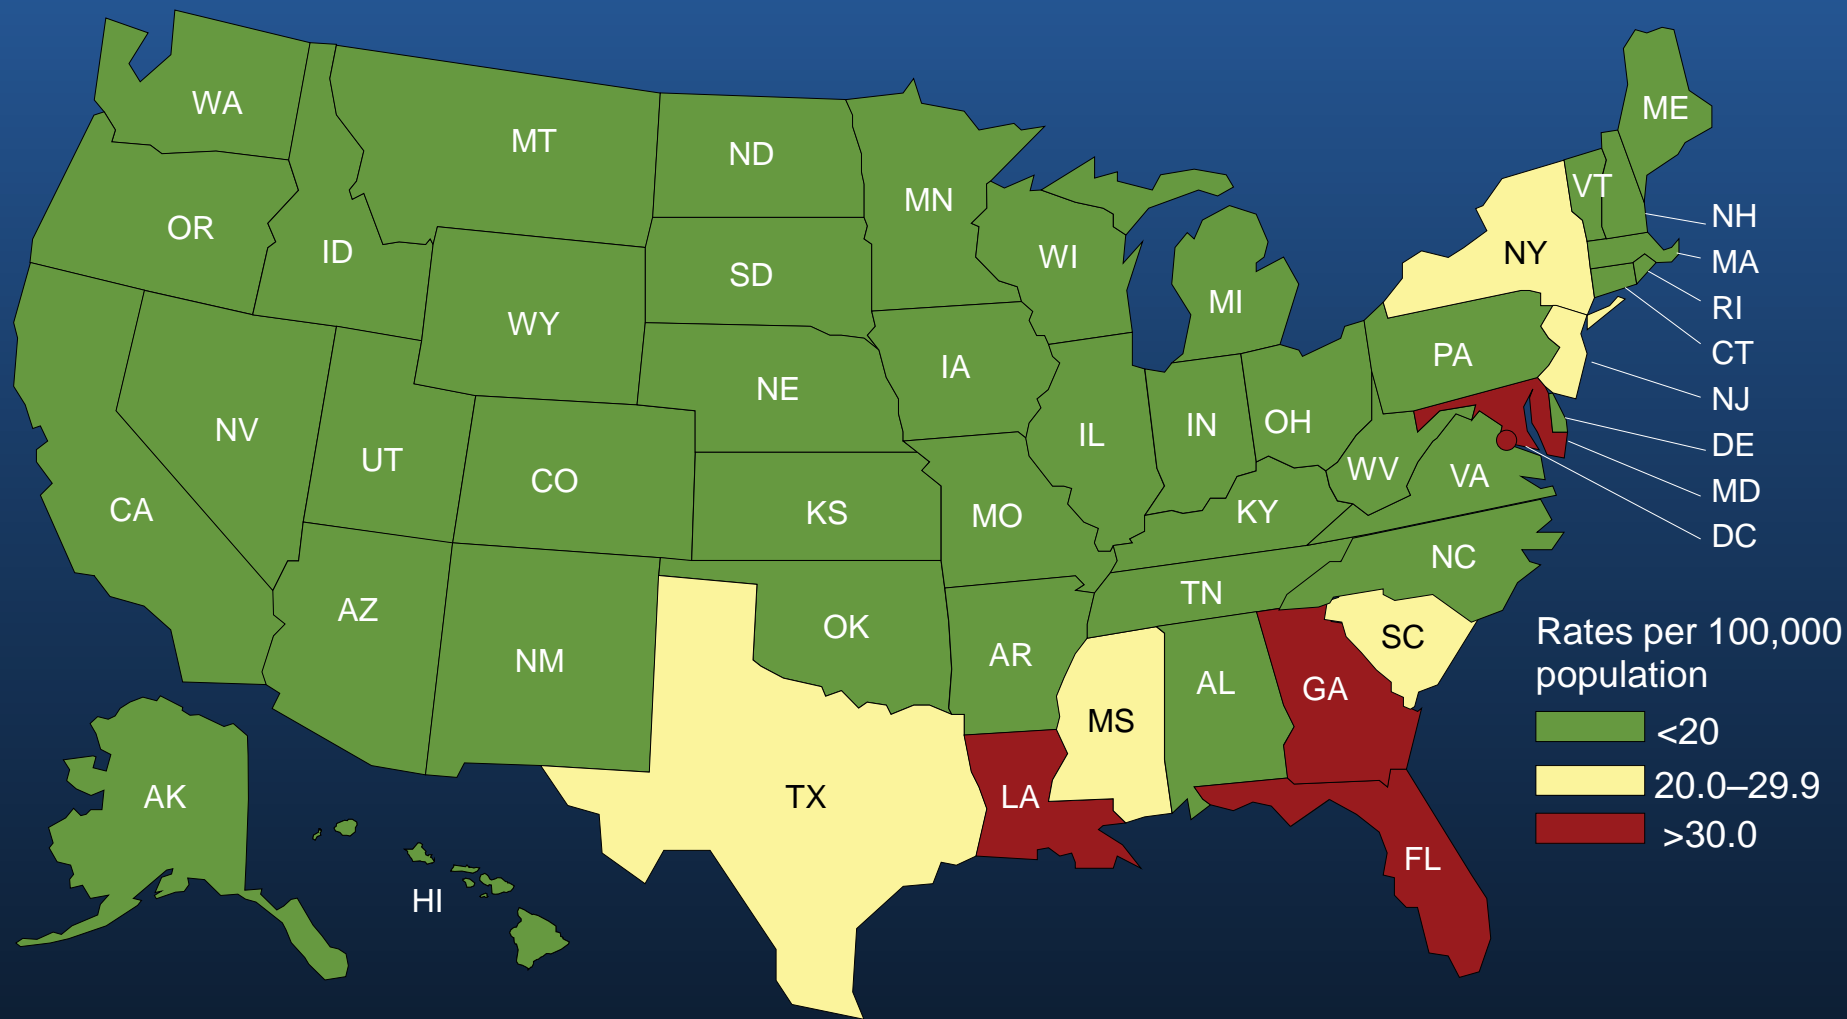 WA
MT
ND
MN
ME
VT
NH
OR
ID
SD
WI
MI
NY
MA
RI
WY
IA
PA
CT
NE
NJ
NV
UT
CO
IL
IN
OH
WV
VA
DE
MD
DC
CA
KS
MO
KY
NC
AZ
NM
OK
AR
TN
SC
MS
AL
GA
AK
HI
TX
LA
FL
Rates per 100,000
population
<20
20.0–29.9
>30.0